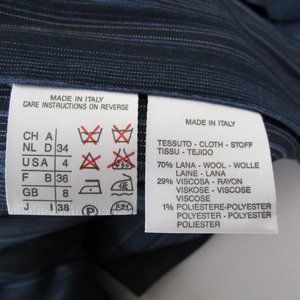 MADE IN ITALY
CARE INSTRUCTIONS ON REVERSE
CH A
NL D 34
USA 4
F B 36
GB 8
J I 38
MADE IN ITALY
TESSUTO - CLOTH - STOFF
TISSU - TEJIDO
70% LANA - WOOL - WOLLE
LAINE - LANA
29% VISCOSA - RAYON
VISKOSE - VISCOSE
VISCOSE
1% POLYESTER - POLYESTER
POLYESTER - POLYESTER
POLYESTER